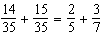 14/35 + 15/35 = 2/5 + 3/7